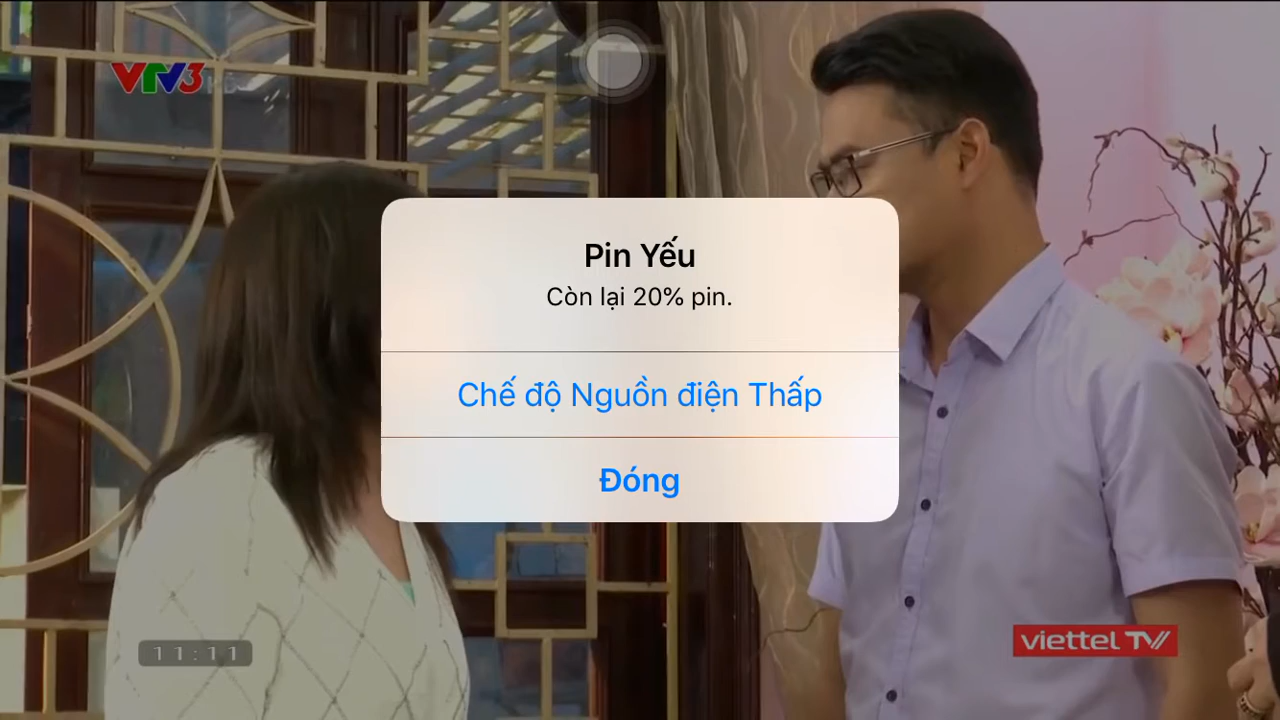 VTV3
Pin Yếu
Còn lại 20% pin.
Chế độ Nguồn điện Thấp
Đóng
11:11
viettel TV